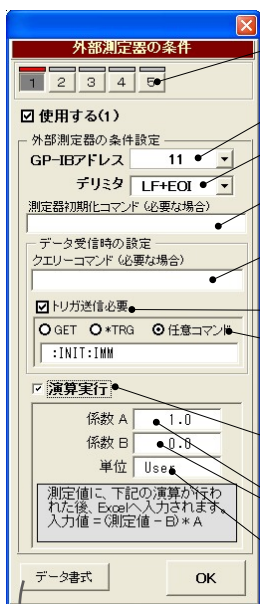 外部測定器の条件
1 2 3 4 5
使用する(1)
外部測定器の条件設定
GP-IBアドレス 11
デリミタ LF+EOI
測定器初期化コマンド (必要な場合)
データ受信時の設定
クエリーコマンド (必要な場合)
トリガ送信必要
GET *TRG 任意コマンド
:INIT:IMM
演算実行
係数 A 1.0
係数 B 0.0
単位 User
測定値に、下記の演算が行わ
れた後、Excelへ入力されます。
入力値=(測定値-B)*A
データ書式 OK